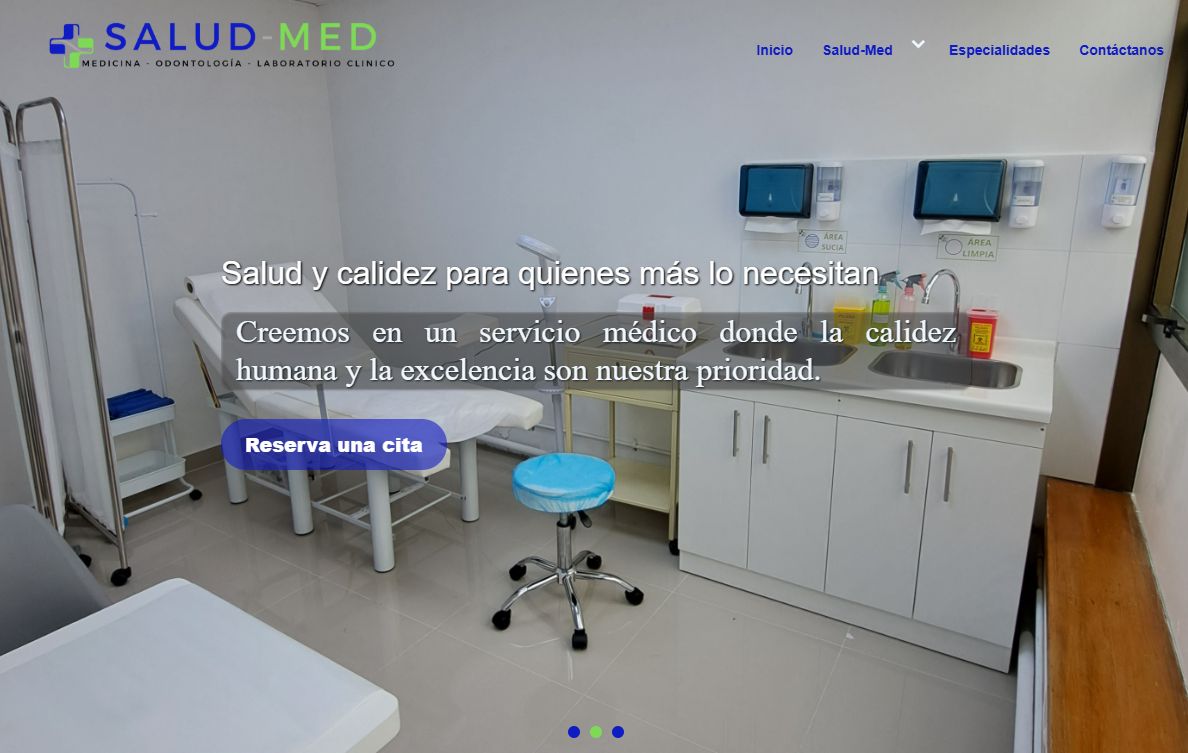 SALUD-MED
MEDICINA - ODONTOLOGÍA - LABORATORIO CLINICO
Inicio Salud-Med Especialidades Contáctanos
ÁREA SUCIA
ÁREA LIMPIA
Salud y calidez para quienes más lo necesitan
Creemos en un servicio médico donde la calidez
humana y la excelencia son nuestra prioridad.
Reserva una cita